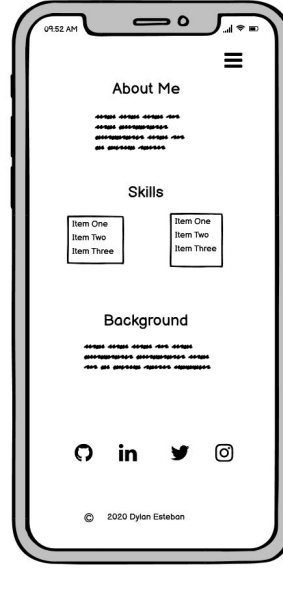 09:52 AM
About Me
Skills
Item One
Item Two
Item Three
Item One
Item Two
Item Three
Background
in
© 2020 Dylan Esteban